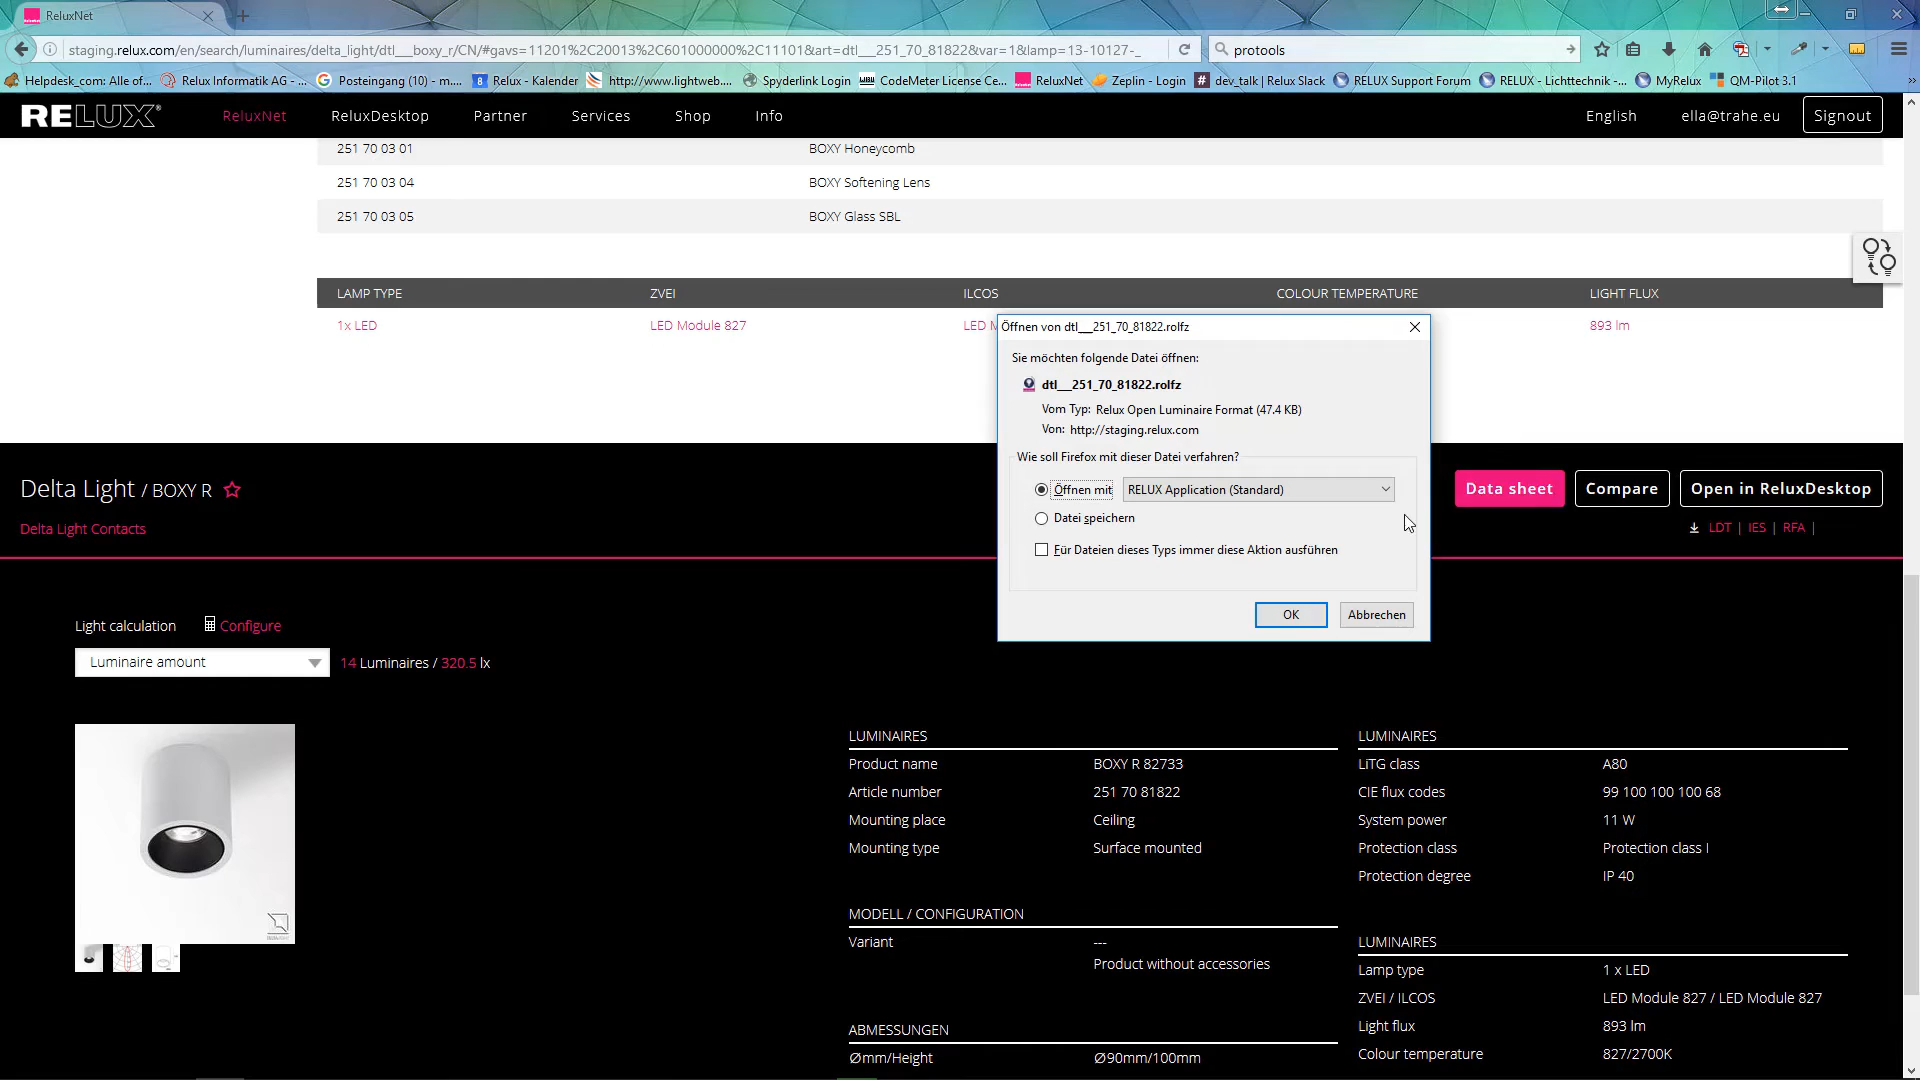 ReluxNet
staging.relux.com/en/search/luminaires/delta_light/dtl___boxy_r/CN/#gavs=11201%2C20013%2C601000000%2C11101&art=dtl___251_70_81822&var=1&lamp=13-10127-_
protools
Helpdesk_com: Alle of...
Relux Informatik AG - ...
Posteingang (10) - m....
Relux - Kalender
http://www.lightweb....
Spyderlink Login
CodeMeter License Ce...
ReluxNet
Zeplin - Login
dev_talk | Relux Slack
RELUX Support Forum
RELUX - Lichttechnik -...
MyRelux
QM-Pilot 3.1
RELUX
ReluxNet
ReluxDesktop
Partner
Services
Shop
Info
English
ella@trahe.eu
Signout
251 70 03 01 BOXY Honeycomb
251 70 03 04 BOXY Softening Lens
251 70 03 05 BOXY Glass SBL
LAMP TYPE ZVEI ILCOS COLOUR TEMPERATURE LIGHT FLUX
1x LED LED Module 827 LED M 893 lm
Öffnen von dtl___251_70_81822.rolfz
Sie möchten folgende Datei öffnen:
dtl___251_70_81822.rolfz
Vom Typ: Relux Open Luminaire Format (47.4 KB)
Von: http://staging.relux.com
Wie soll Firefox mit dieser Datei verfahren?
Öffnen mit RELUX Application (Standard)
Datei speichern
Für Dateien dieses Typs immer diese Aktion ausführen
OK
Abbrechen
Delta Light / BOXY R
Delta Light Contacts
Data sheet
Compare
Open in ReluxDesktop
LDT | IES | RFA |
Light calculation
Configure
Luminaire amount
14 Luminaires / 320.5 lx
LUMINAIRES
Product name BOXY R 82733
Article number 251 70 81822
Mounting place Ceiling
Mounting type Surface mounted
MODELL / CONFIGURATION
Variant ---
Product without accessories
ABMESSUNGEN
Ømm/Height Ø90mm/100mm
LUMINAIRES
LiTG class A80
CIE flux codes 99 100 100 100 68
System power 11 W
Protection class Protection class I
Protection degree IP 40
LUMINAIRES
Lamp type 1 x LED
ZVEI / ILCOS LED Module 827 / LED Module 827
Light flux 893 lm
Colour temperature 827/2700K